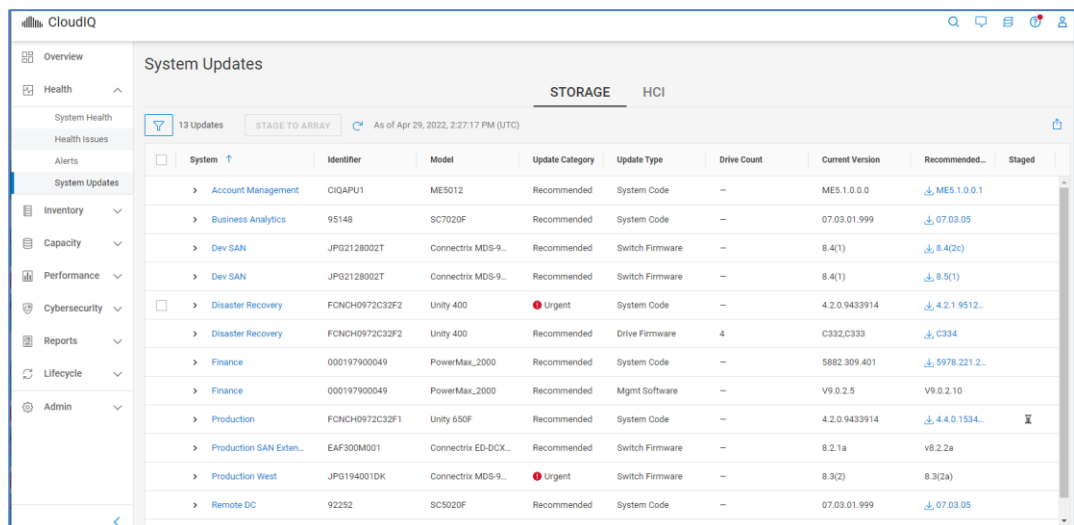 CloudIQ
Overview
Health
System Health
Health Issues
Alerts
System Updates
Inventory
Capacity
Performance
Cybersecurity
Reports
Lifecycle
Admin
System Updates
STORAGE HCI
13 Updates STAGE TO ARRAY As of Apr 29, 2022, 2:27:17 PM (UTC)
System Identifier Model Update Category Update Type Drive Count Current Version Recommended... Staged
Account Management CIQAPU1 ME5012 Recommended System Code – ME5.1.0.0.0 ME5.1.0.0.1
Business Analytics 95148 SC7020F Recommended System Code – 07.03.01.999 07.03.05
Dev SAN JPG2128002T Connectrix MDS-9... Recommended Switch Firmware – 8.4(1) 8.4(2c)
Dev SAN JPG2128002T Connectrix MDS-9... Recommended Switch Firmware – 8.4(1) 8.5(1)
Disaster Recovery FCNCH0972C32F2 Unity 400 Urgent System Code – 4.2.0.9433914 4.2.1.9512...
Disaster Recovery FCNCH0972C32F2 Unity 400 Recommended Drive Firmware 4 C332,C333 C334
Finance 000197900049 PowerMax_2000 Recommended System Code – 5882.309.401 5978.221.2...
Finance 000197900049 PowerMax_2000 Recommended Mgmt Software – V9.0.2.5 V9.0.2.10
Production FCNCH0972C32F1 Unity 650F Recommended System Code – 4.2.0.9433914 4.4.0.1534...
Production SAN Exten... EAF300M001 Connectrix ED-DCX... Recommended Switch Firmware – 8.2.1a v8.2.2a
Production West JPG194001DK Connectrix MDS-9... Urgent Switch Firmware – 8.3(2) 8.3(2a)
Remote DC 92252 SC5020F Recommended System Code – 07.03.01.999 07.03.05